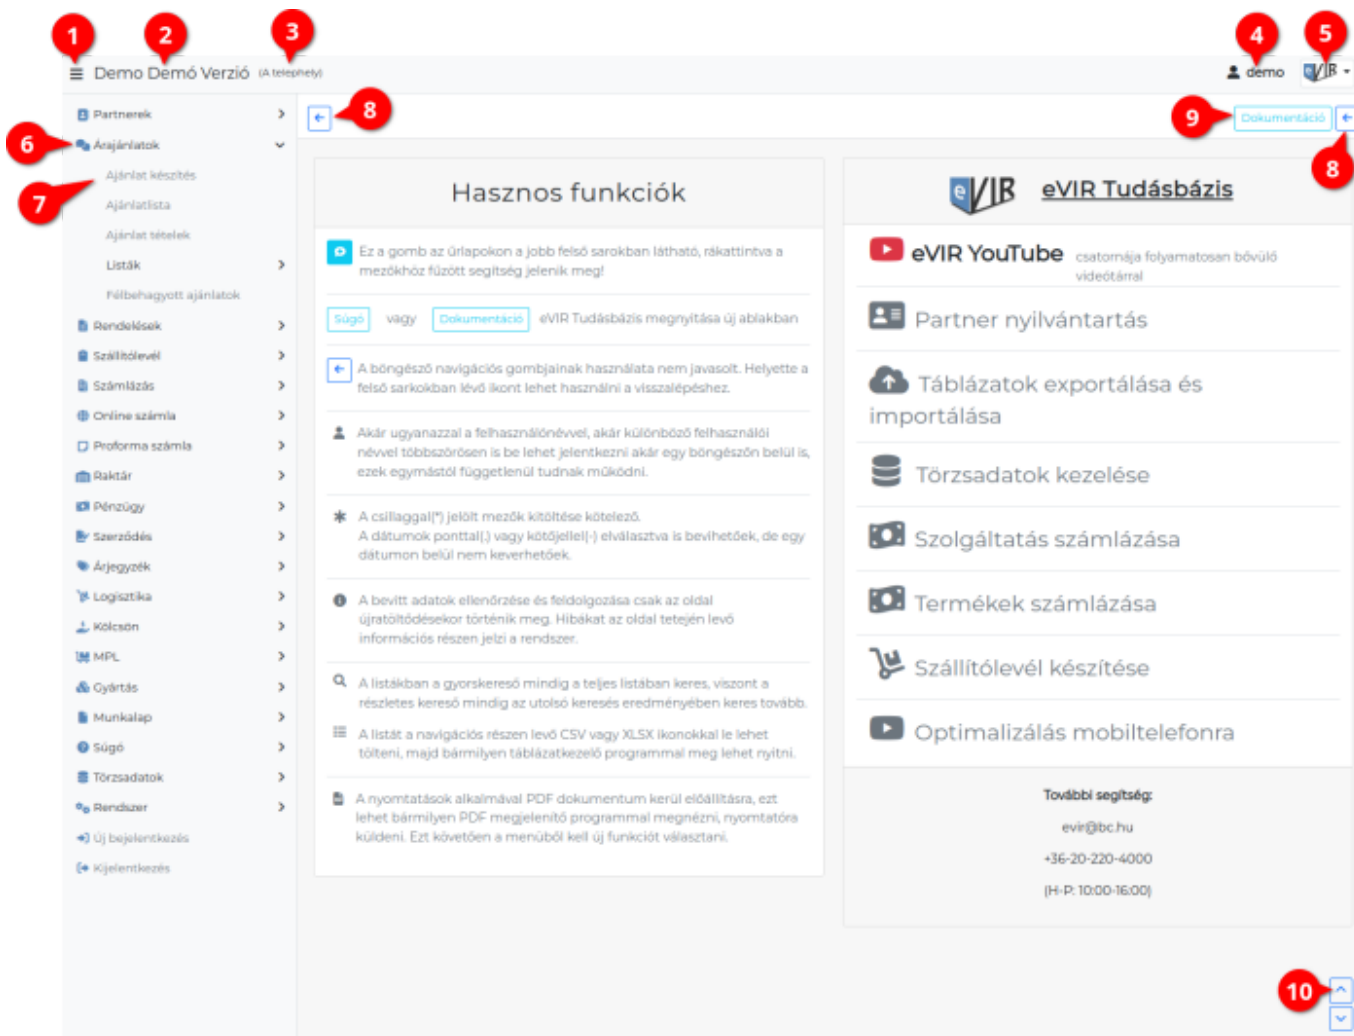 1
2
3
4
5
Demo Demó Verzió (A telephely)
demo
eVIR
Partnerek
Árajánlatok
Ajánlat készítés
Ajánlatlista
Ajánlat tételek
Listák
Félbehagyott ajánlatok
Rendelések
Szállítólevél
Számlázás
Online számla
Proforma számla
Raktár
Pénzügy
Szerződés
Árjegyzék
Logisztika
Kölcsön
MPL
Gyártás
Munkalap
Súgó
Törzsadatok
Rendszer
Új bejelentkezés
Kijelentkezés
6
7
8
9
Dokumentáció
8
Hasznos funkciók
Ez a gomb az űrlapokon a jobb felső sarokban látható, rákattintva a
mezőkhöz fűzött segítség jelenik meg!
Súgó vagy Dokumentáció eVIR Tudásbázis megnyitása új ablakban
A böngésző navigációs gombjainak használata nem javasolt. Helyette a
felső sarkokban lévő ikont lehet használni a visszalépéshez.
Akár ugyanazzal a felhasználónévvel, akár különböző felhasználói
névvel többszörösen is be lehet jelentkezni akár egy böngészőn belül is,
ezek egymástól függetlenül tudnak működni.
A csillaggal(*) jelölt mezők kitöltése kötelező.
A dátumok ponttal(.) vagy kötőjellel(-) elválasztva is bevihetőek, de egy
dátumon belül nem keverhetőek.
A bevitt adatok ellenőrzése és feldolgozása csak az oldal
újratöltődésekor történik meg. Hibákat az oldal tetején levő
információs részen jelzi a rendszer.
A listákban a gyorskereső mindig a teljes listában keres, viszont a
részletes kereső mindig az utolsó keresés eredményében keres tovább.
A listát a navigációs részen levő CSV vagy XLSX ikonokkal le lehet
tölteni, majd bármilyen táblázatkezelő programmal meg lehet nyitni.
A nyomtatások alkalmával PDF dokumentum kerül előállításra, ezt
lehet bármilyen PDF megjelenítő programmal megnézni, nyomtatóra
küldeni. Ezt követően a menüből kell új funkciót választani.
eVIR eVIR Tudásbázis
eVIR YouTube csatornája folyamatosan bővülő
videótárral
Partner nyilvántartás
Táblázatok exportálása és
importálása
Törzsadatok kezelése
Szolgáltatás számlázása
Termékek számlázása
Szállítólevél készítése
Optimalizálás mobiltelefonra
További segítség:
evir@bc.hu
+36-20-220-4000
(H-P: 10:00-16:00)
10